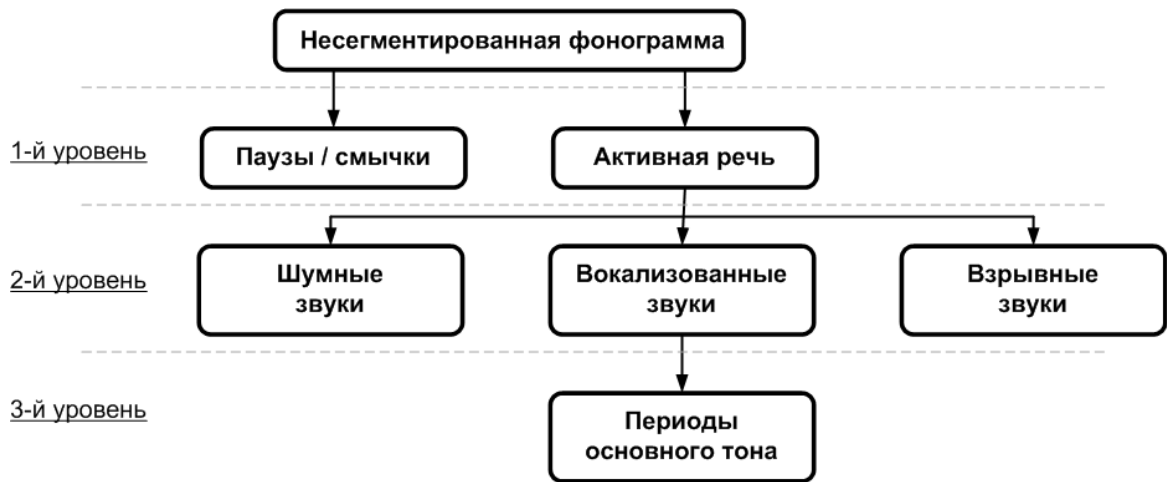 Несегментированная фонограмма
1-й уровень
Паузы / смычки
Активная речь
2-й уровень
Шумные
звуки
Вокализованные
звуки
Взрывные
звуки
3-й уровень
Периоды
основного тона